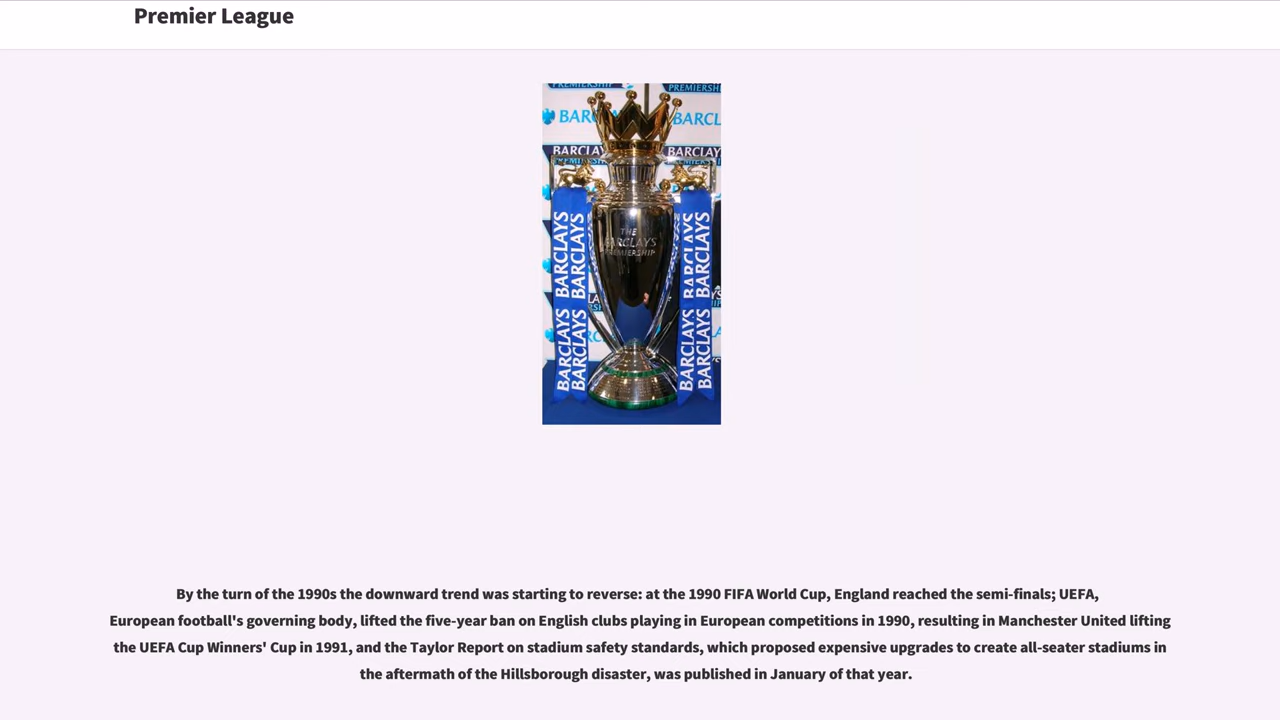 Premier League
PREMIERSHIP
PREMIERSH
BARC
BARCL
BARCLAY
BARCLAY
THE
BARCLAYS
PREMIERSHIP
BARCLAYS BARCLAYS
BARCLAYS BARCLAYS
BARCLAYS BARCLAYS
BARCLAYS BARCLAYS
By the turn of the 1990s the downward trend was starting to reverse: at the 1990 FIFA World Cup, England reached the semi-finals; UEFA,
European football's governing body, lifted the five-year ban on English clubs playing in European competitions in 1990, resulting in Manchester United lifting
the UEFA Cup Winners' Cup in 1991, and the Taylor Report on stadium safety standards, which proposed expensive upgrades to create all-seater stadiums in
the aftermath of the Hillsborough disaster, was published in January of that year.